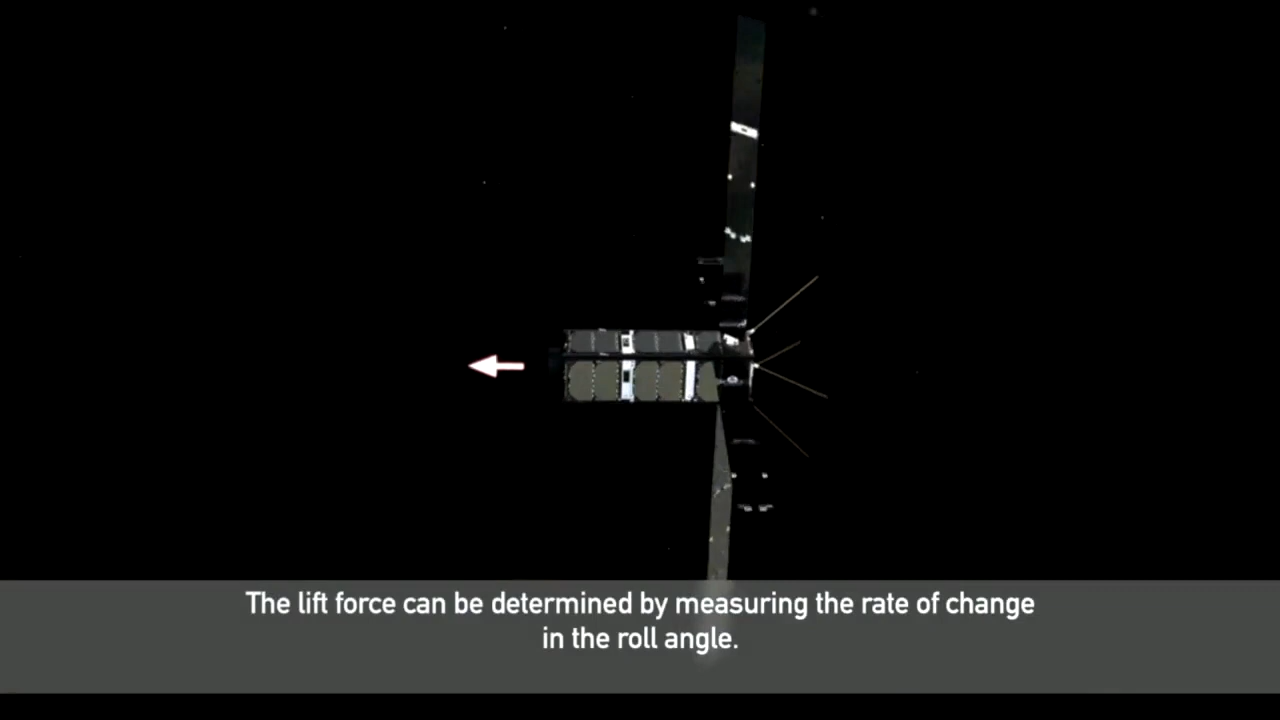 The lift force can be determined by measuring the rate of change
in the roll angle.